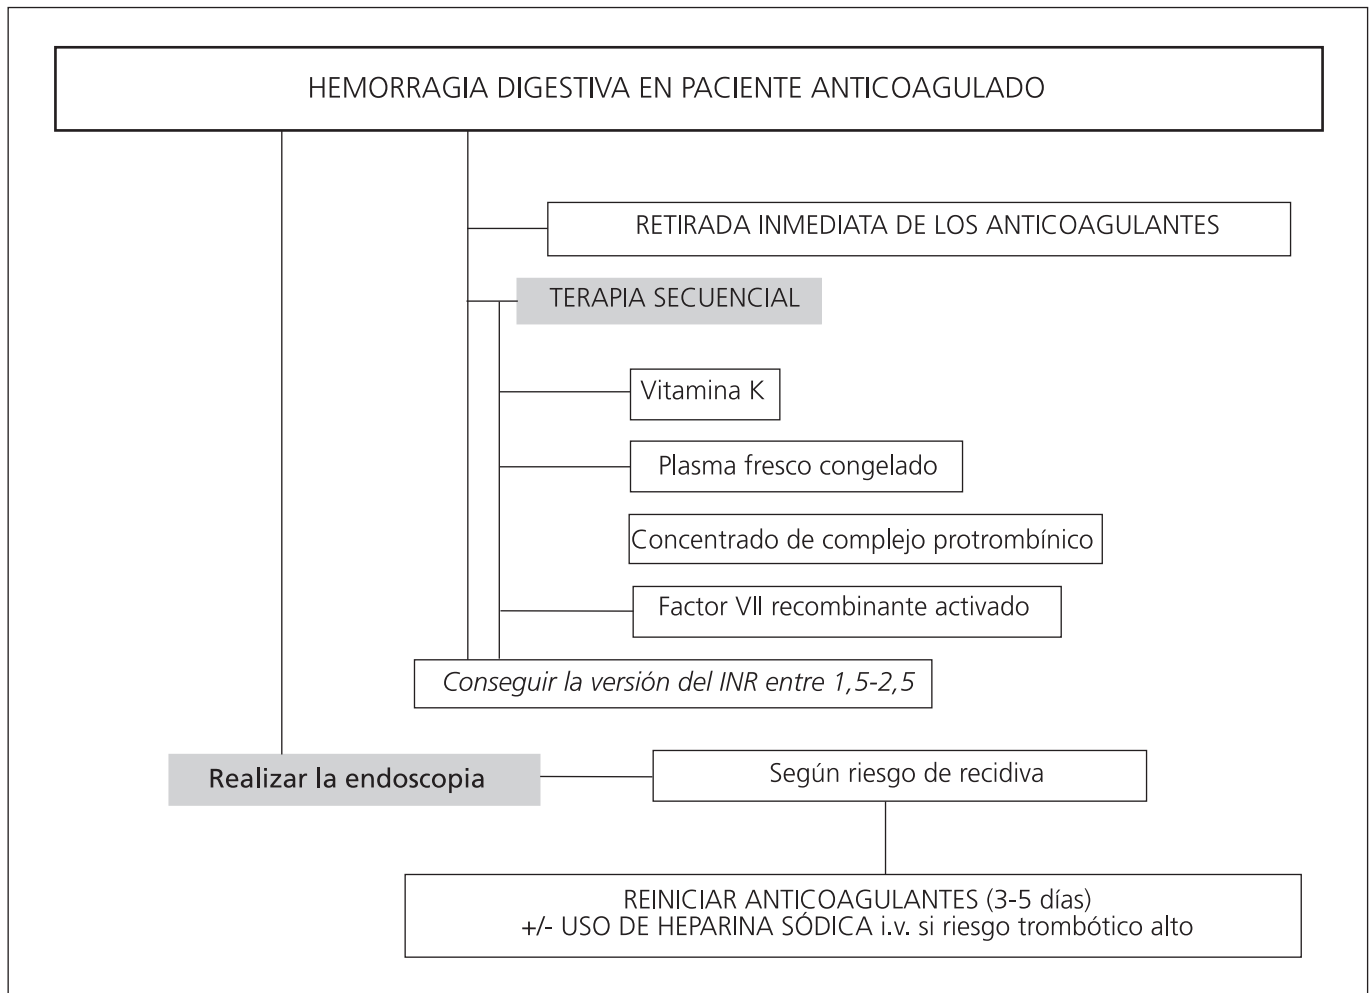 HEMORRAGIA DIGESTIVA EN PACIENTE ANTICOAGULADO
RETIRADA INMEDIATA DE LOS ANTICOAGULANTES
TERAPIA SECUENCIAL
Vitamina K
Plasma fresco congelado
Concentrado de complejo protrombínico
Factor VII recombinante activado
Conseguir la versión del INR entre 1,5-2,5
Realizar la endoscopia
Según riesgo de recidiva
REINICIAR ANTICOAGULANTES (3-5 días)
+/- USO DE HEPARINA SÓDICA i.v. si riesgo trombótico alto